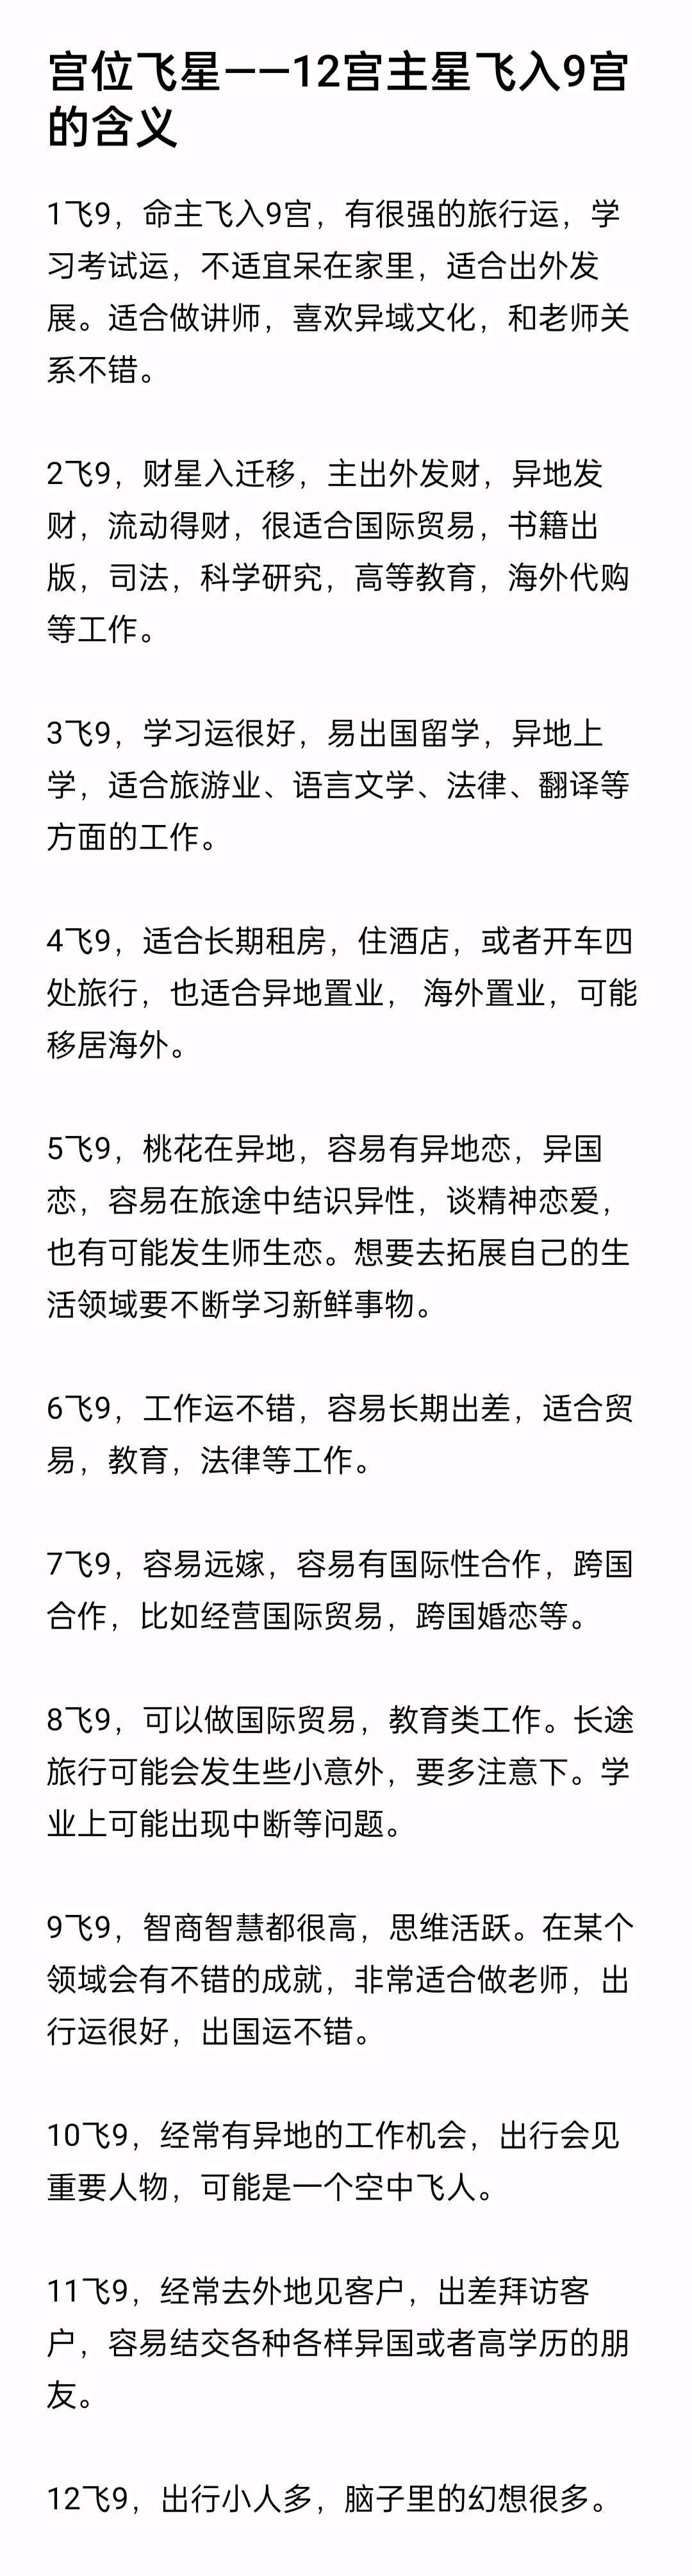 宫位飞星——12宫主星飞入9宫
的含义
1飞9，命主飞入9宫，有很强的旅行运，学
习考试运，不适宜呆在家里，适合出外发
展。适合做讲师，喜欢异域文化，和老师关
系不错。
2飞9，财星入迁移，主出外发财，异地发
财，流动得财，很适合国际贸易，书籍出
版，司法，科学研究，高等教育，海外代购
等工作。
3飞9，学习运很好，易出国留学，异地上
学，适合旅游业、语言文学、法律、翻译等
方面的工作。
4飞9，适合长期租房，住酒店，或者开车四
处旅行，也适合异地置业， 海外置业，可能
移居海外。
5飞9，桃花在异地，容易有异地恋，异国
恋，容易在旅途中结识异性，谈精神恋爱，
也有可能发生师生恋。想要去拓展自己的生
活领域要不断学习新鲜事物。
6飞9，工作运不错，容易长期出差，适合贸
易，教育，法律等工作。
7飞9，容易远嫁，容易有国际性合作，跨国
合作，比如经营国际贸易，跨国婚恋等。
8飞9，可以做国际贸易，教育类工作。长途
旅行可能会发生些小意外，要多注意下。学
业上可能出现中断等问题。
9飞9，智商智慧都很高，思维活跃。在某个
领域会有不错的成就，非常适合做老师，出
行运很好，出国运不错。
10飞9，经常有异地的工作机会，出行会见
重要人物，可能是一个空中飞人。
11飞9，经常去外地见客户，出差拜访客
户，容易结交各种各样异国或者高学历的朋
友。
12飞9，出行小人多，脑子里的幻想很多。